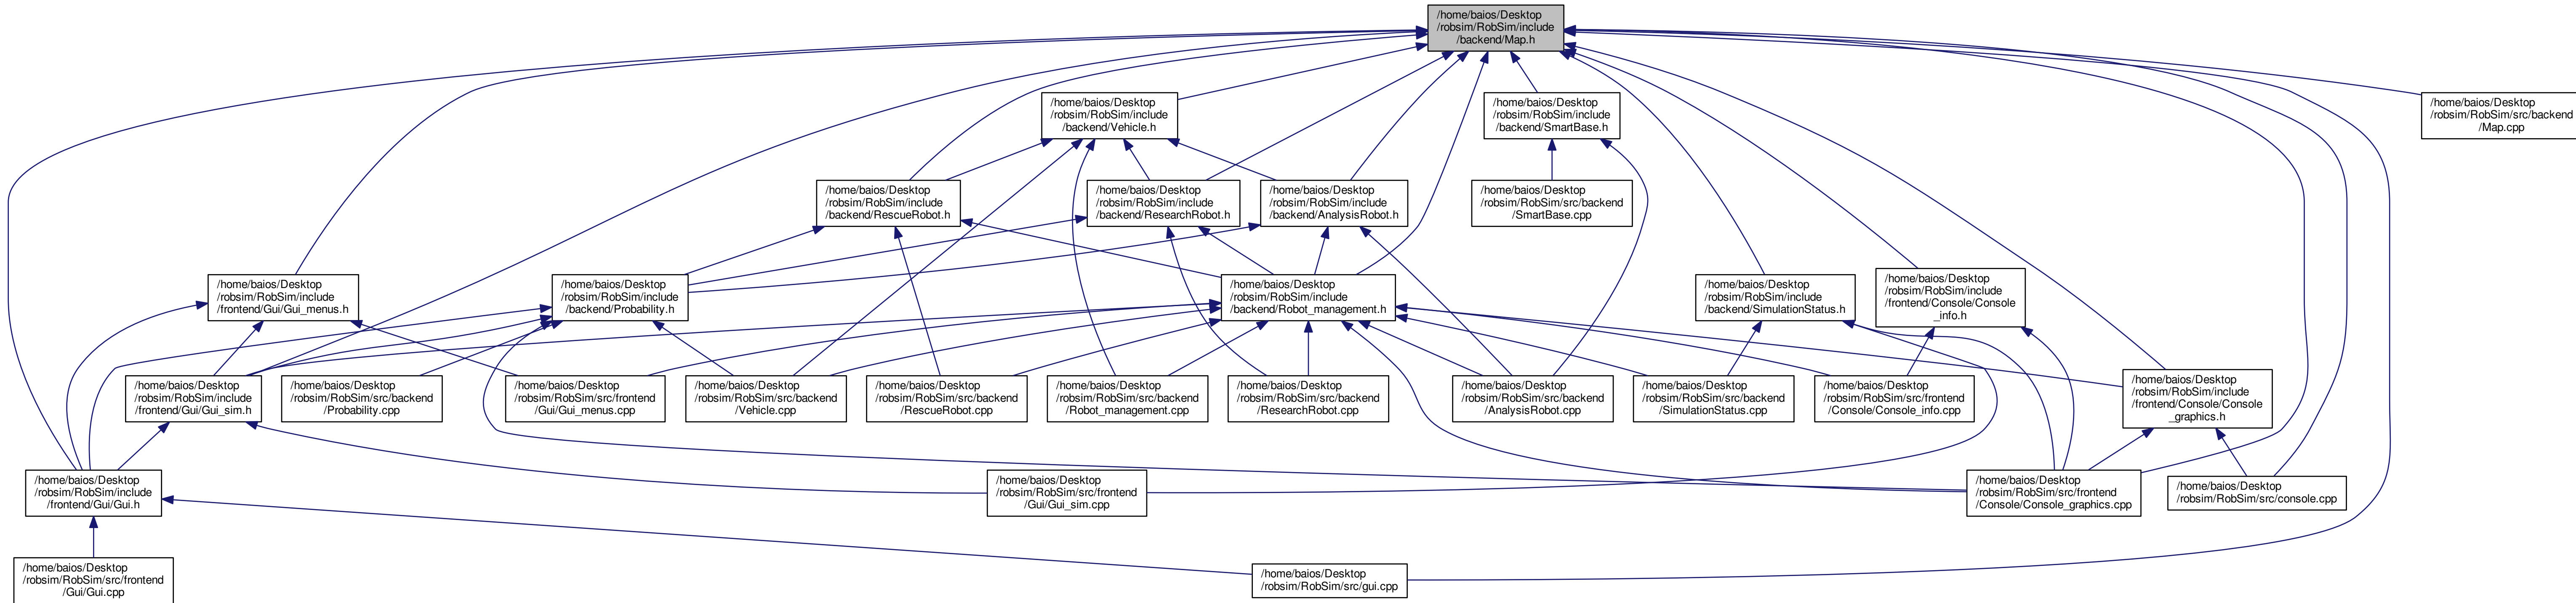 /home/baios/Desktop
/robsim/RobSim/include
/backend/Map.h
/home/baios/Desktop
/robsim/RobSim/include
/backend/Vehicle.h
/home/baios/Desktop
/robsim/RobSim/include
/backend/SmartBase.h
/home/baios/Desktop
/robsim/RobSim/src/backend
/Map.cpp
/home/baios/Desktop
/robsim/RobSim/include
/backend/RescueRobot.h
/home/baios/Desktop
/robsim/RobSim/include
/backend/ResearchRobot.h
/home/baios/Desktop
/robsim/RobSim/include
/backend/AnalysisRobot.h
/home/baios/Desktop
/robsim/RobSim/src/backend
/SmartBase.cpp
/home/baios/Desktop
/robsim/RobSim/include
/frontend/Gui/Gui_menus.h
/home/baios/Desktop
/robsim/RobSim/include
/backend/Probability.h
/home/baios/Desktop
/robsim/RobSim/include
/backend/Robot_management.h
/home/baios/Desktop
/robsim/RobSim/include
/backend/SimulationStatus.h
/home/baios/Desktop
/robsim/RobSim/include
/frontend/Console/Console
_info.h
/home/baios/Desktop
/robsim/RobSim/include
/frontend/Gui/Gui_sim.h
/home/baios/Desktop
/robsim/RobSim/src/backend
/Probability.cpp
/home/baios/Desktop
/robsim/RobSim/src/frontend
/Gui/Gui_menus.cpp
/home/baios/Desktop
/robsim/RobSim/src/backend
/Vehicle.cpp
/home/baios/Desktop
/robsim/RobSim/src/backend
/RescueRobot.cpp
/home/baios/Desktop
/robsim/RobSim/src/backend
/Robot_management.cpp
/home/baios/Desktop
/robsim/RobSim/src/backend
/ResearchRobot.cpp
/home/baios/Desktop
/robsim/RobSim/src/backend
/AnalysisRobot.cpp
/home/baios/Desktop
/robsim/RobSim/src/backend
/SimulationStatus.cpp
/home/baios/Desktop
/robsim/RobSim/src/frontend
/Console/Console_info.cpp
/home/baios/Desktop
/robsim/RobSim/include
/frontend/Console/Console
_graphics.h
/home/baios/Desktop
/robsim/RobSim/include
/frontend/Gui/Gui.h
/home/baios/Desktop
/robsim/RobSim/src/frontend
/Gui/Gui_sim.cpp
/home/baios/Desktop
/robsim/RobSim/src/frontend
/Console/Console_graphics.cpp
/home/baios/Desktop
/robsim/RobSim/src/console.cpp
/home/baios/Desktop
/robsim/RobSim/src/frontend
/Gui/Gui.cpp
/home/baios/Desktop
/robsim/RobSim/src/gui.cpp